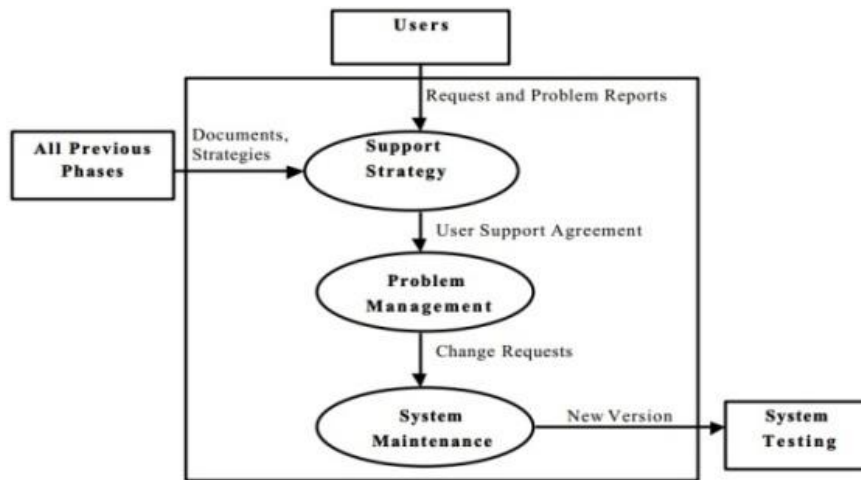 Users
Request and Problem Reports
Documents,
Strategies
All Previous
Phases
Support
Strategy
User Support Agreement
Problem
Management
Change Requests
System
Maintenance
New Version
System
Testing